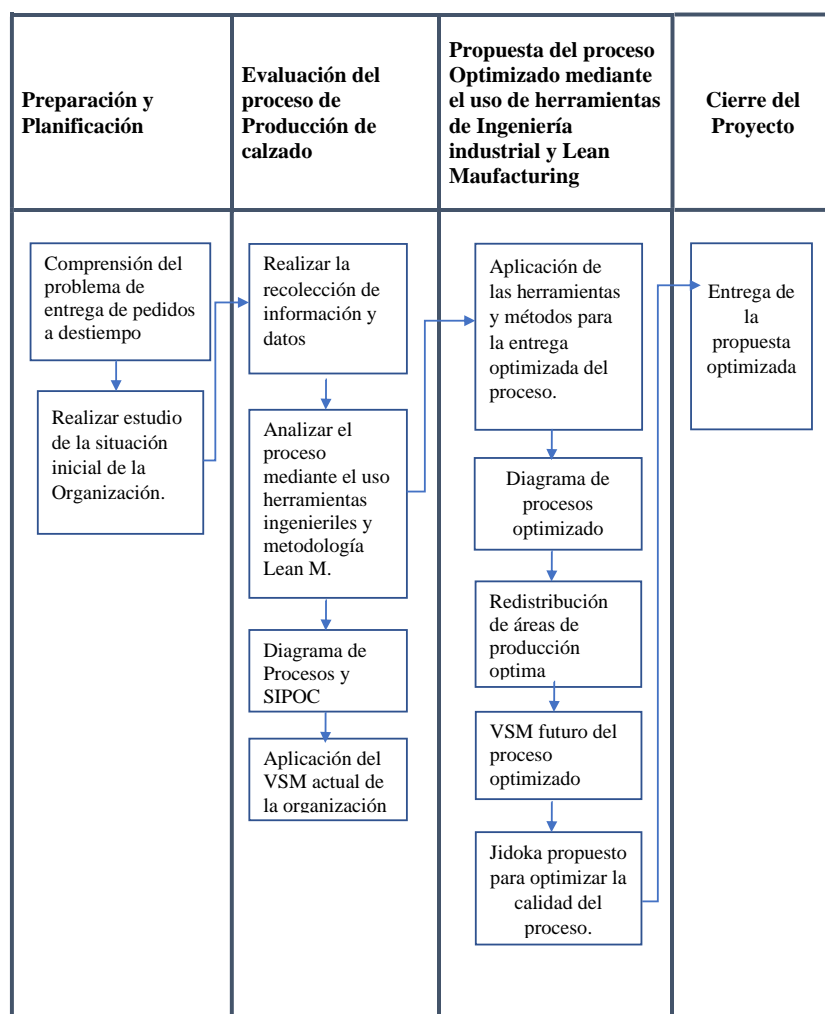 Preparación y
Planificación
Evaluación del
proceso de
Producción de
calzado
Propuesta del proceso
Optimizado mediante
el uso de herramientas
de Ingeniería
industrial y Lean
Maufacturing
Cierre del
Proyecto
Comprensión del
problema de
entrega de pedidos
a destiempo
Realizar estudio
de la situación
inicial de la
Organización.
Realizar la
recolección de
información y
datos
Analizar el
proceso
mediante el uso
herramientas
ingenieriles y
metodología
Lean M.
Diagrama de
Procesos y
SIPOC
Aplicación del
VSM actual de
la organización
Aplicación de
las herramientas
y métodos para
la entrega
optimizada del
proceso.
Diagrama de
procesos
optimizado
Redistribución
de áreas de
producción
optima
VSM futuro del
proceso
optimizado
Jidoka propuesto
para optimizar la
calidad del
proceso.
Entrega de
la
propuesta
optimizada